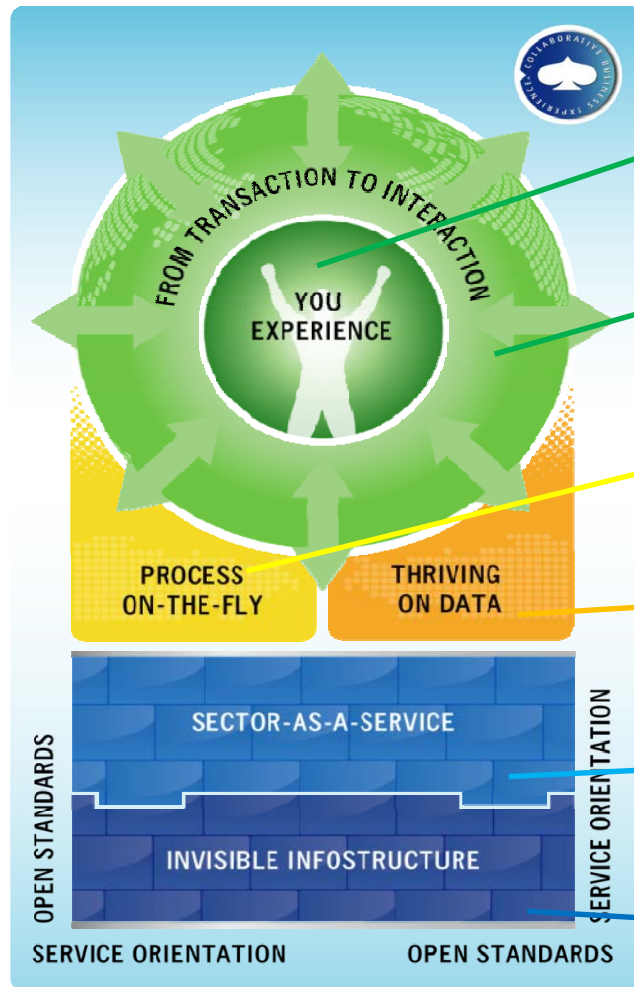 COLLABORATIVE BUSINESS EXPERIENCE
FROM TRANSACTION TO INTERACTION
YOU
EXPERIENCE
PROCESS
ON-THE-FLY
THRIVING
ON DATA
SECTOR-AS-A-SERVICE
INVISIBLE INFOSTRUCTURE
OPEN STANDARDS
SERVICE ORIENTATION
SERVICE ORIENTATION
OPEN STANDARDS